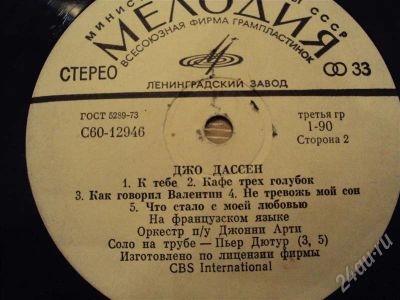 МИНИС
Ы СССР
МЕЛОДИЯ
ВСЕСОЮЗНАЯ ФИРМА ГРАМПЛАСТИНОК
СТЕРЕО
33
ЛЕНИНГРАДСКИЙ ЗАВОД
ГОСТ 5289-73
С60-12946
третья гр
1-90
Сторона 2
ДЖО ДАССЕН
1. К тебе 2. Кафе трех голубок
3. Как говорил Валентин 4. Не тревожь мой сон
5. Что стало с моей любовью
На французском языке
Оркестр п/у Джонни Арти
Соло на трубе — Пьер Дютур (3, 5)
Изготовлено по лицензии фирмы
CBS International
24au.ru